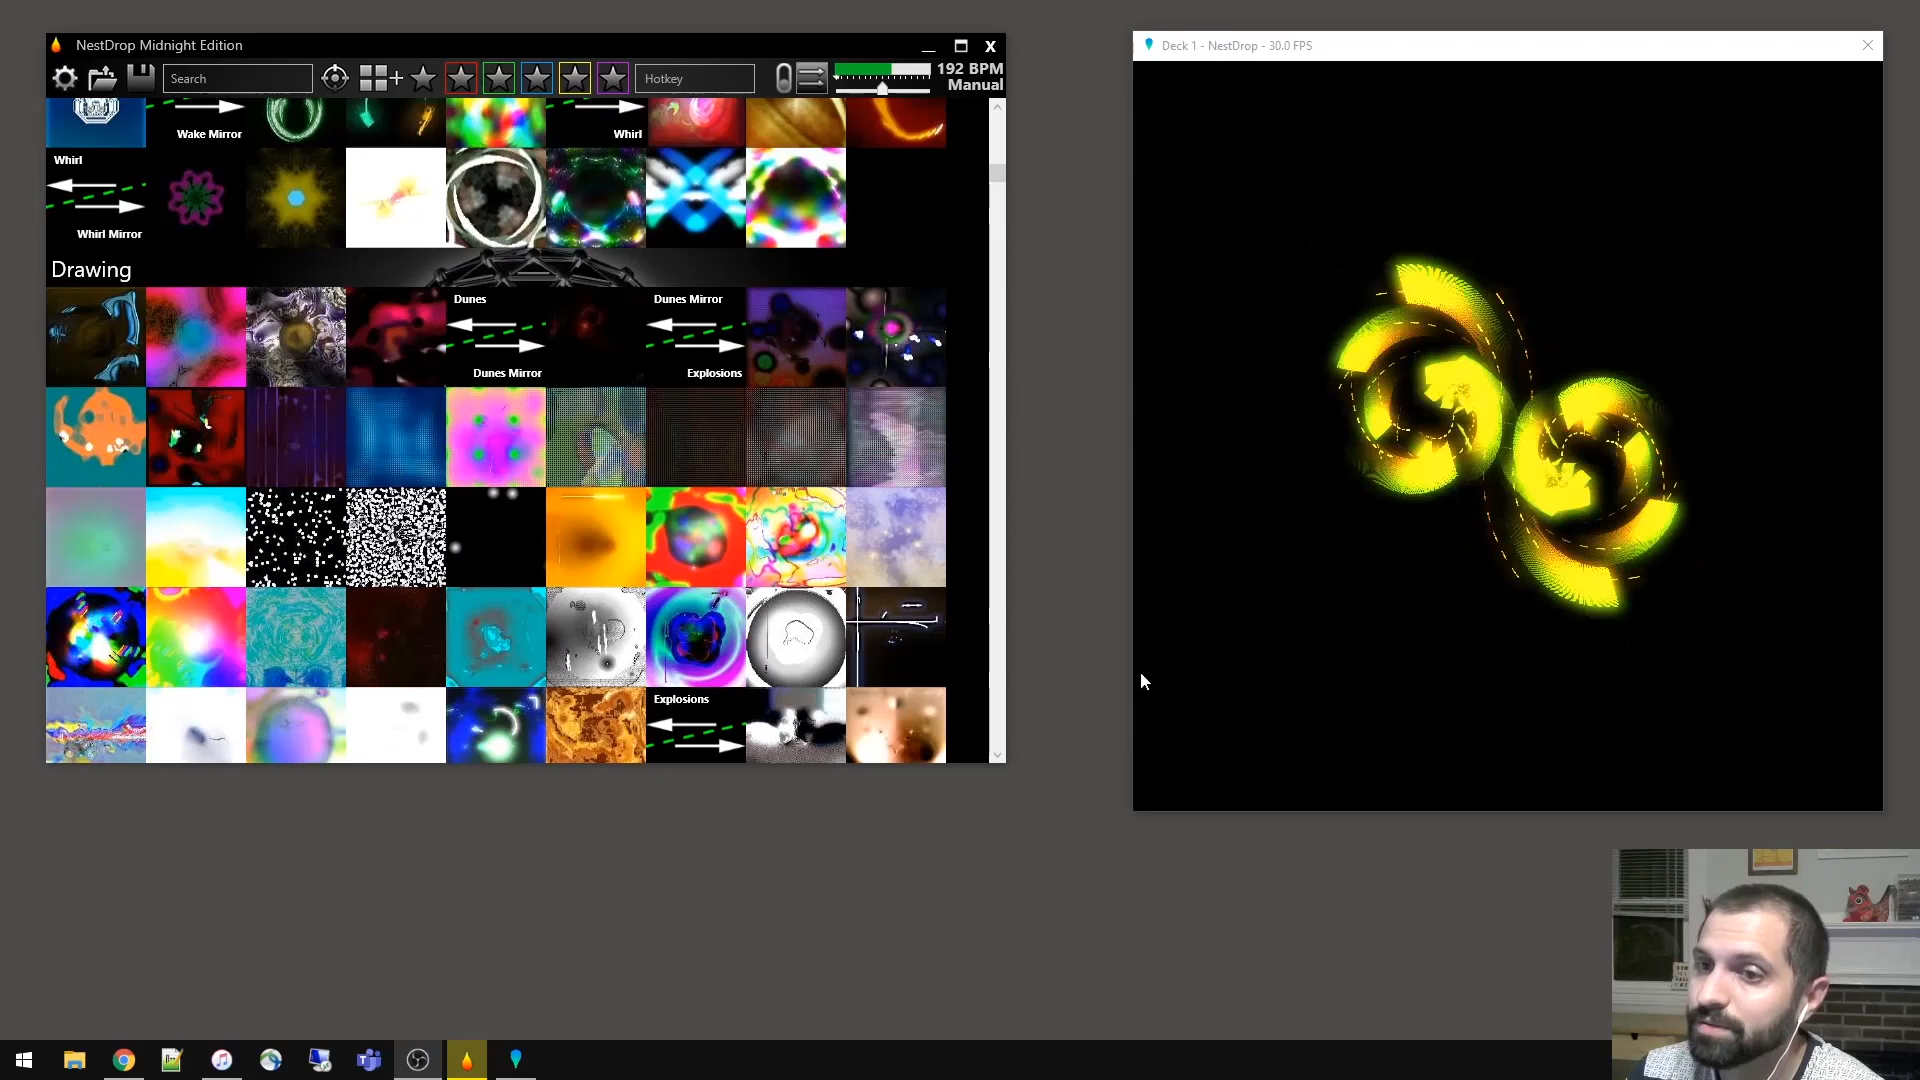 NestDrop Midnight Edition
Search
Hotkey
192 BPM
Manual
Wake Mirror
Whirl
Whirl
Whirl Mirror
Drawing
Dunes
Dunes Mirror
Dunes Mirror
Explosions
Explosions
Deck 1 - NestDrop - 30.0 FPS